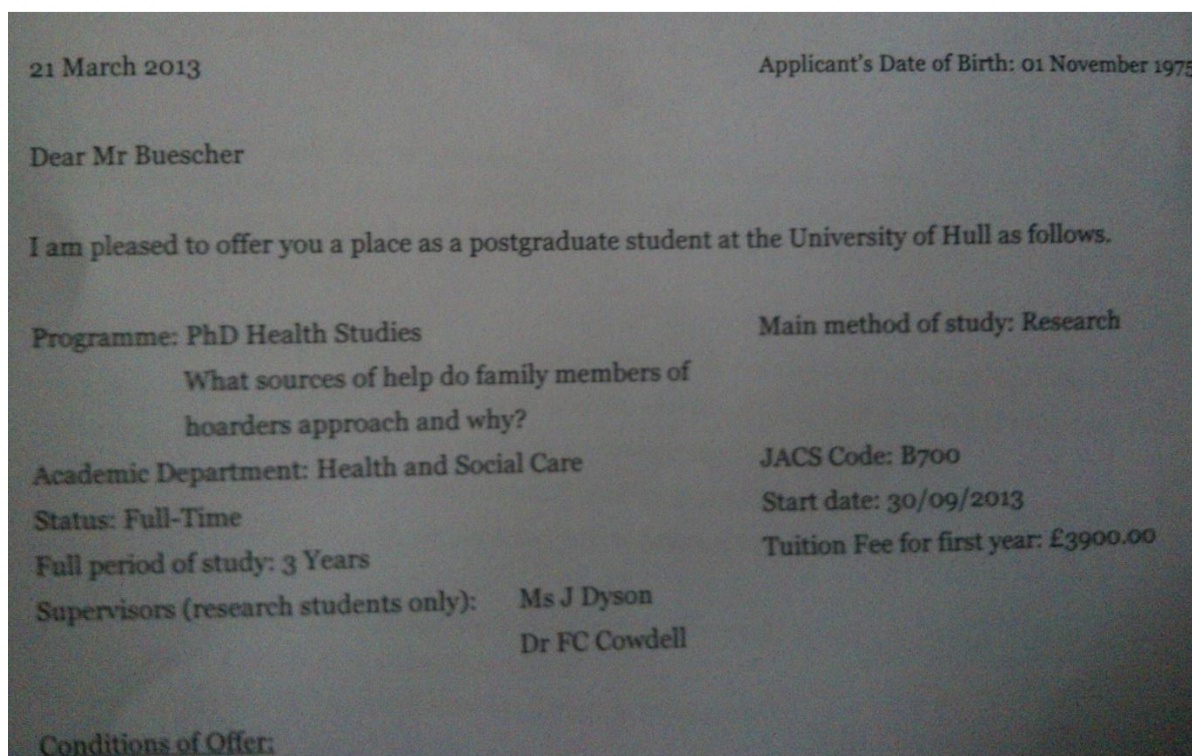 21 March 2013
Applicant's Date of Birth: 01 November 1975
Dear Mr Buescher
I am pleased to offer you a place as a postgraduate student at the University of Hull as follows.
Programme: PhD Health Studies
Main method of study: Research
What sources of help do family members of
hoarders approach and why?
Academic Department: Health and Social Care
JACS Code: B700
Status: Full-Time
Start date: 30/09/2013
Full period of study: 3 Years
Tuition Fee for first year: £3900.00
Supervisors (research students only):
Ms J Dyson
Dr FC Cowdell
Conditions of Offer: